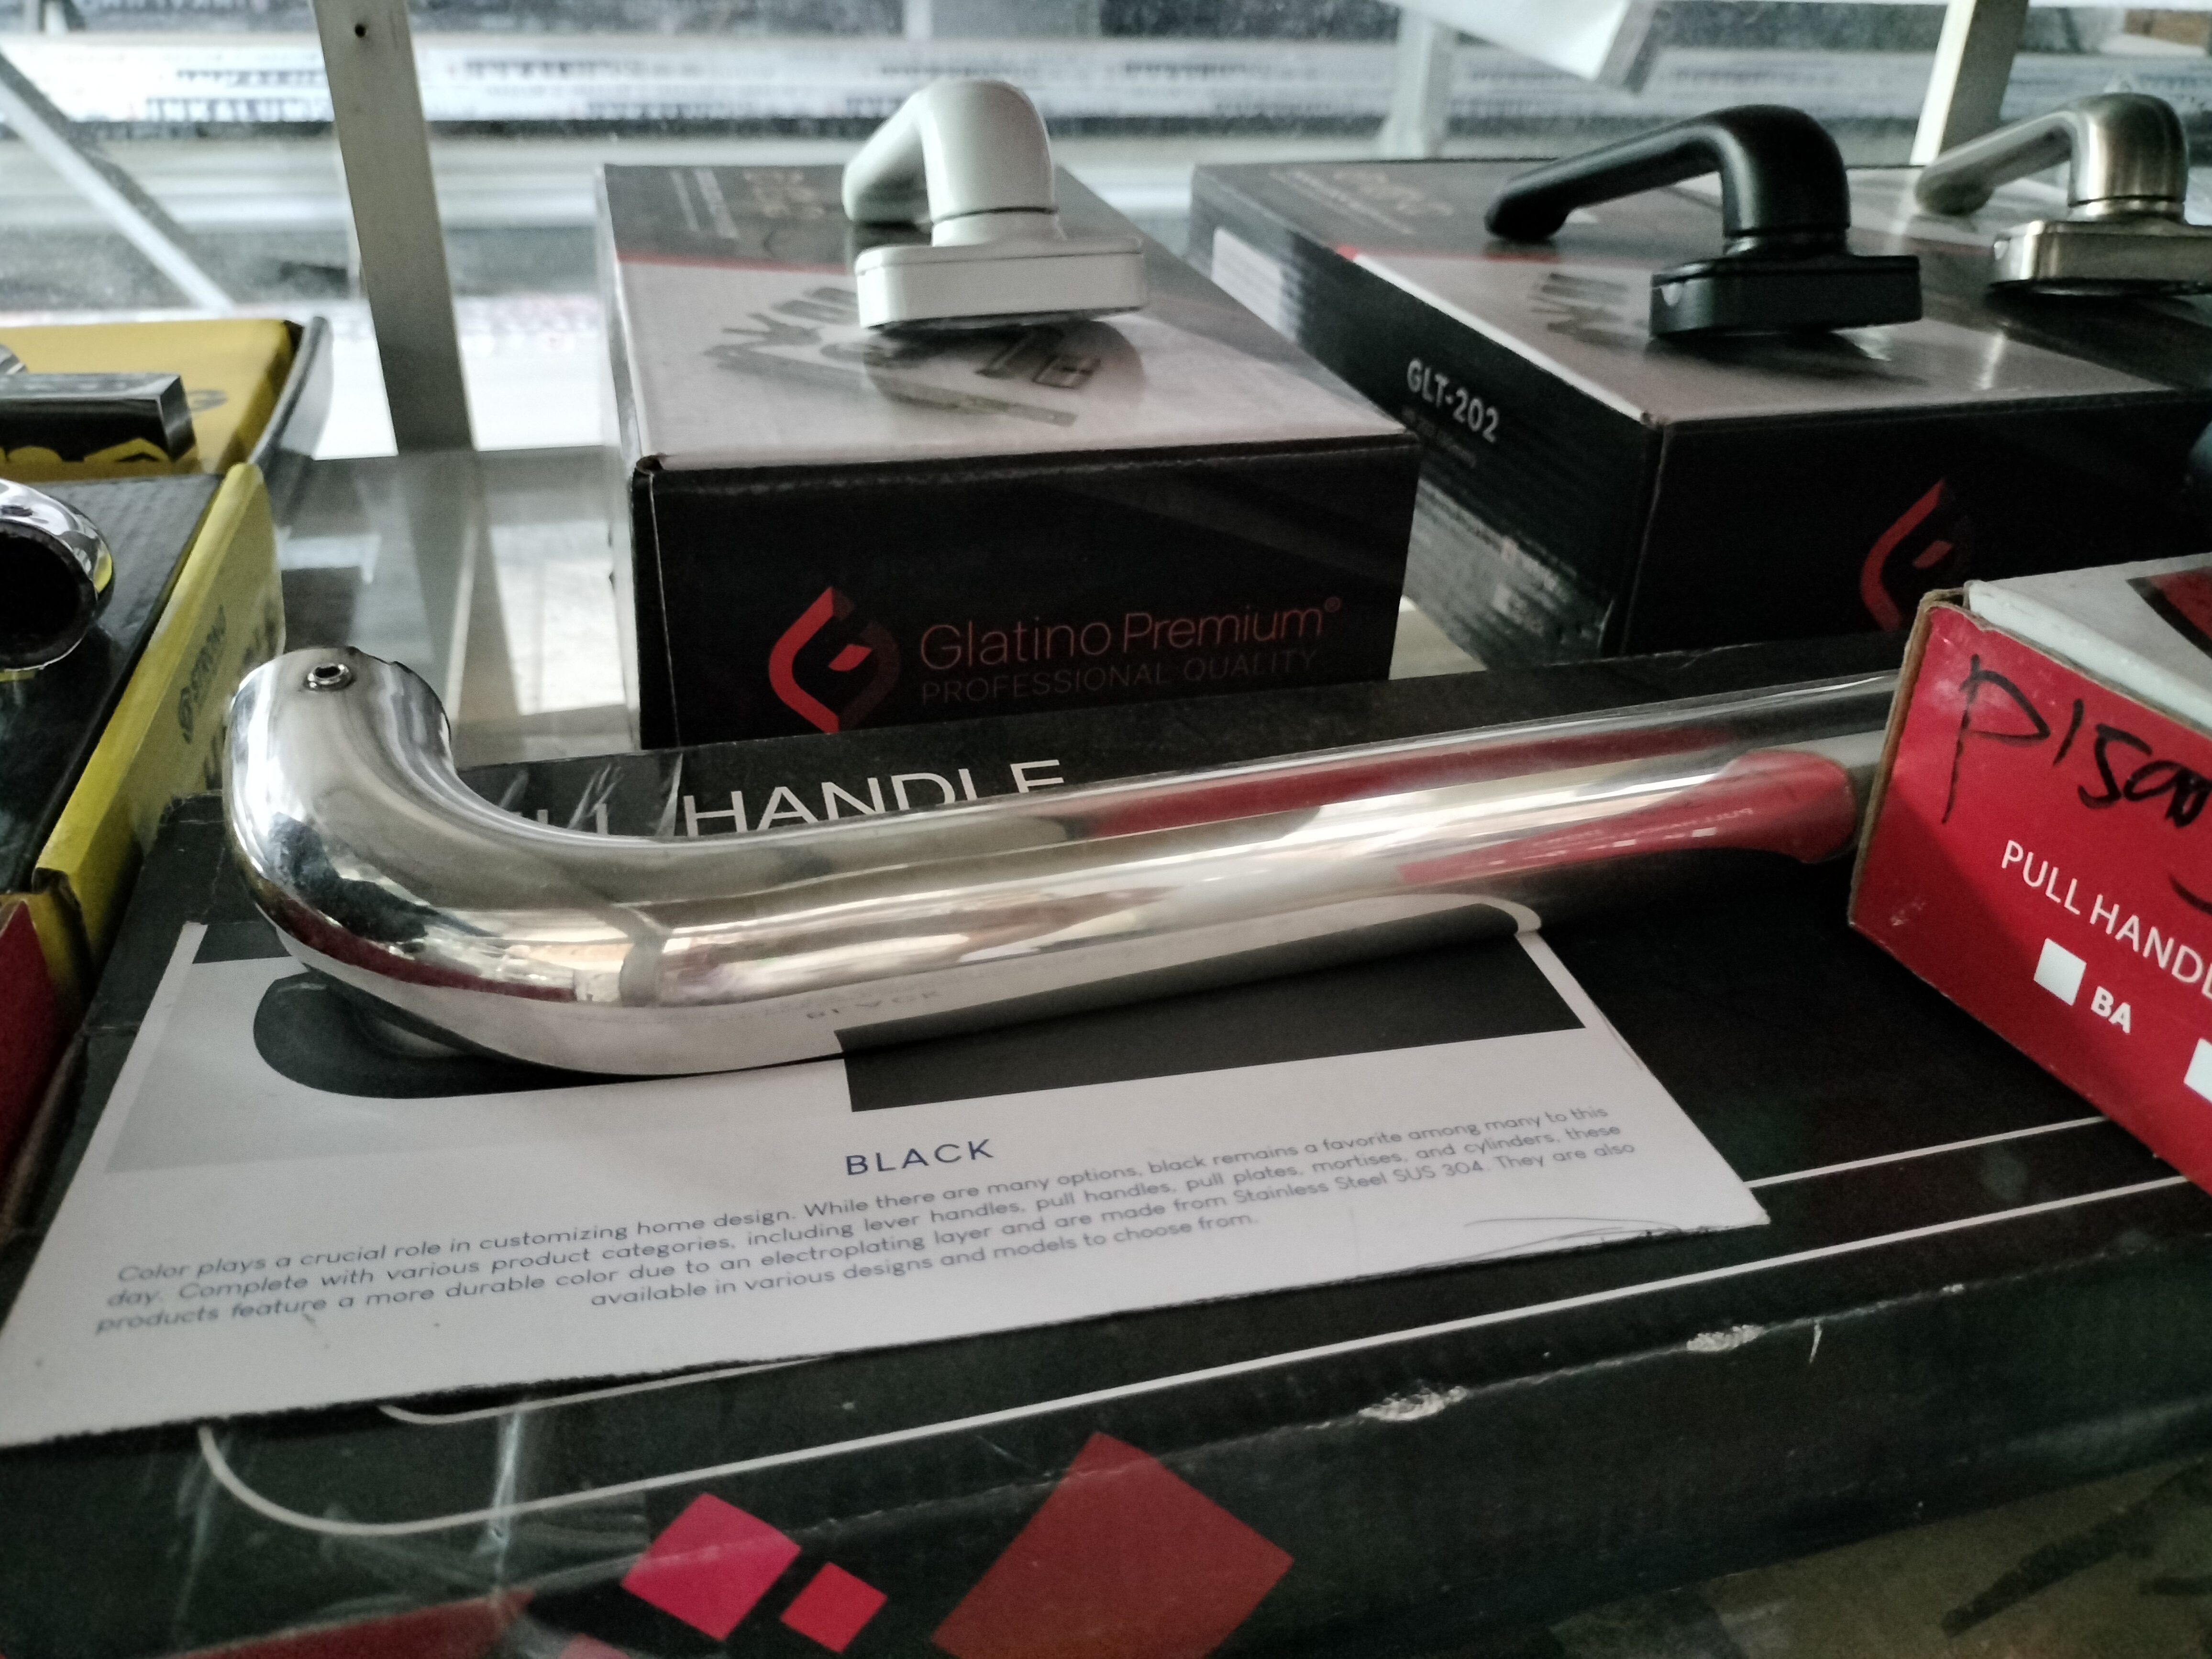 GLT-202
Glatino Premium®
PROFESSIONAL QUALITY
HANDLE
PULL HANDLE
BA
BLACK
Color plays a crucial role in customizing home design. While there are many options, black remains a favorite among many to this
day. Complete with various product categories, including lever handles, pull handles, pull plates, mortises, and cylinders, these
products feature a more durable color due to an electroplating layer and are made from Stainless Steel SUS 304. They are also
available in various designs and models to choose from.